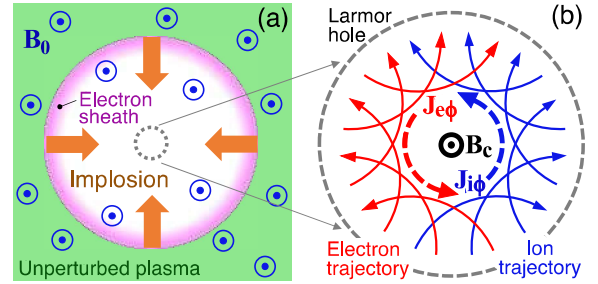 (a)
B₀
Electron
sheath
Implosion
Unperturbed plasma
(b)
Larmor
hole
Jeϕ
Bc
Jiϕ
Electron
trajectory
Ion
trajectory